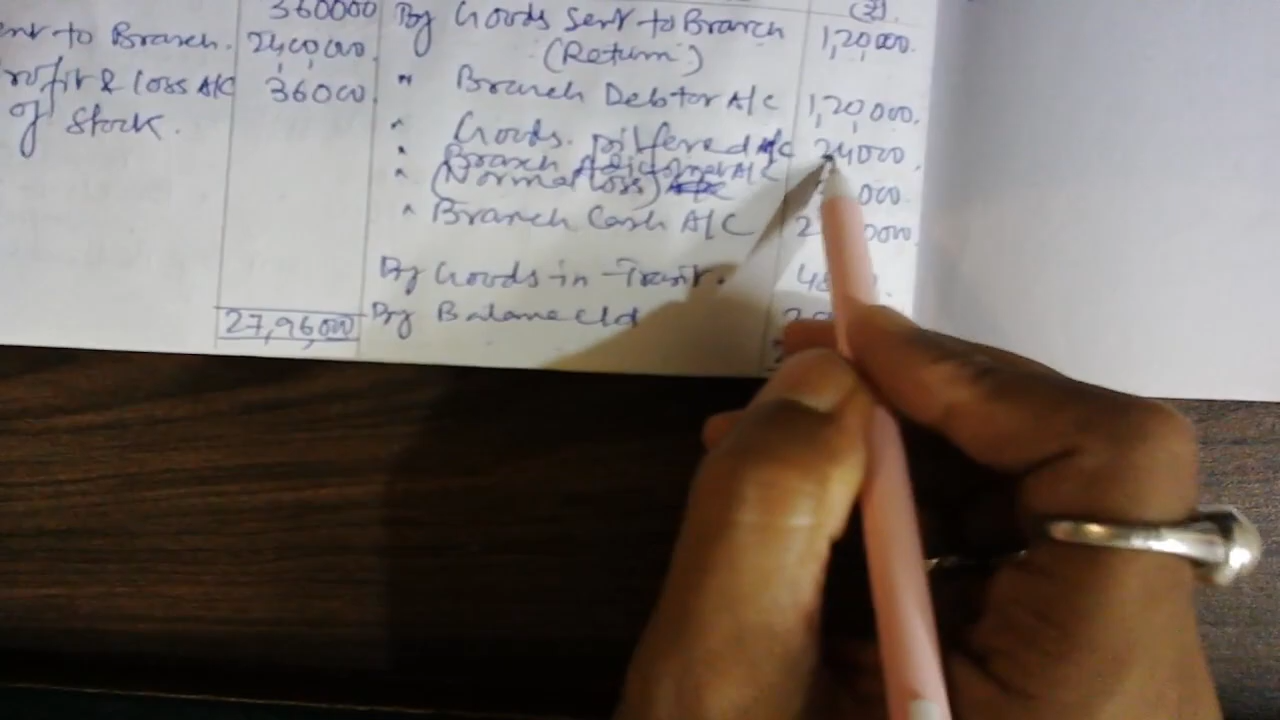 360000 By Goods Sent to Branch (₹)
ent to Branch. 24,00,000 (Return) 1,20,000.
rofit & Loss A/C 36000 " Branch Debtor A/C 1,20,000.
of Stock. " Goods Pilfered A/C 24000
" Branch Adjustment A/C
" (Normal loss) 000
" Branch Cash A/C 000
By Goods in Transit.
27,96,000 By Balance c/d